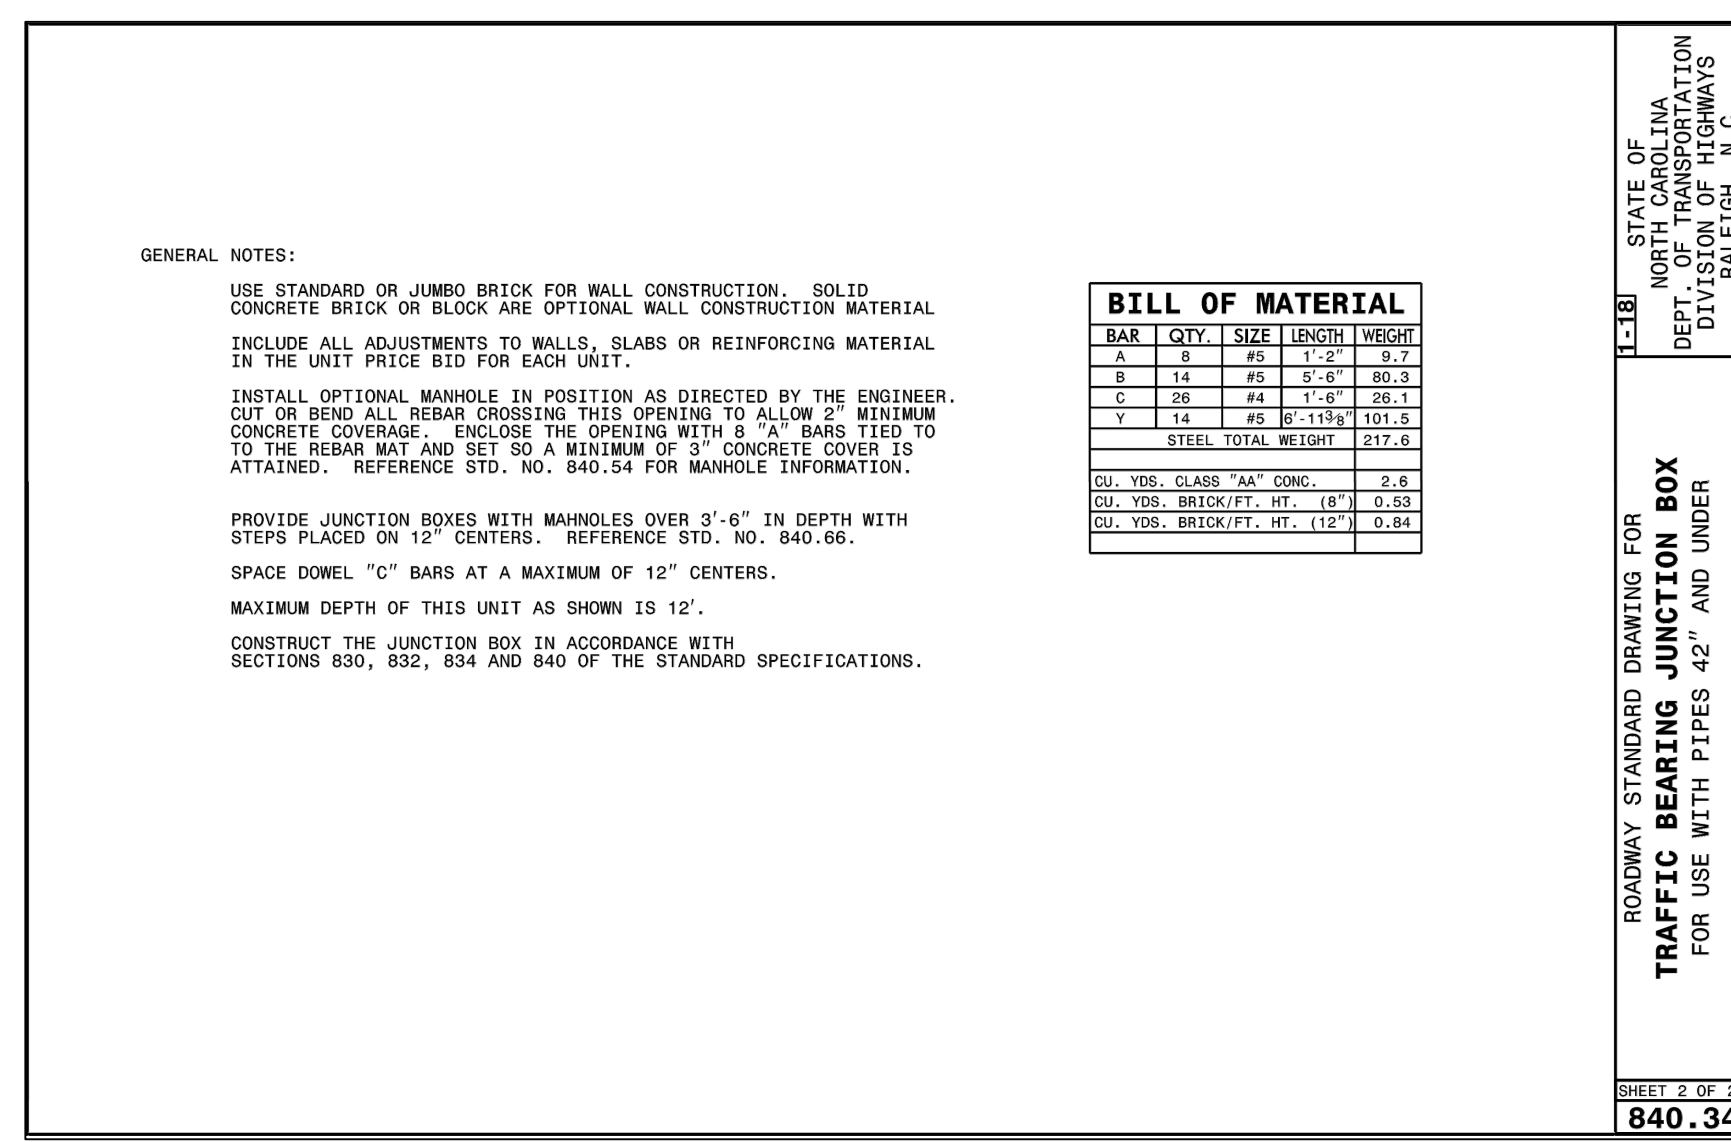 GENERAL NOTES:
USE STANDARD OR JUMBO BRICK FOR WALL CONSTRUCTION. SOLID
CONCRETE BRICK OR BLOCK ARE OPTIONAL WALL CONSTRUCTION MATERIAL
INCLUDE ALL ADJUSTMENTS TO WALLS, SLABS OR REINFORCING MATERIAL
IN THE UNIT PRICE BID FOR EACH UNIT.
INSTALL OPTIONAL MANHOLE IN POSITION AS DIRECTED BY THE ENGINEER.
CUT OR BEND ALL REBAR CROSSING THIS OPENING TO ALLOW 2" MINIMUM
CONCRETE COVERAGE. ENCLOSE THE OPENING WITH 8 "A" BARS TIED TO
TO THE REBAR MAT AND SET SO A MINIMUM OF 3" CONCRETE COVER IS
ATTAINED. REFERENCE STD. NO. 840.54 FOR MANHOLE INFORMATION.
PROVIDE JUNCTION BOXES WITH MAHNOLES OVER 3'-6" IN DEPTH WITH
STEPS PLACED ON 12" CENTERS. REFERENCE STD. NO. 840.66.
SPACE DOWEL "C" BARS AT A MAXIMUM OF 12" CENTERS.
MAXIMUM DEPTH OF THIS UNIT AS SHOWN IS 12'.
CONSTRUCT THE JUNCTION BOX IN ACCORDANCE WITH
SECTIONS 830, 832, 834 AND 840 OF THE STANDARD SPECIFICATIONS.
BILL OF MATERIAL
BAR QTY. SIZE LENGTH WEIGHT
A 8 #5 1'-2" 9.7
B 14 #5 5'-6" 80.3
C 26 #4 1'-6" 26.1
Y 14 #5 6'-11⅜" 101.5
STEEL TOTAL WEIGHT 217.6
CU. YDS. CLASS "AA" CONC. 2.6
CU. YDS. BRICK/FT. HT. (8") 0.53
CU. YDS. BRICK/FT. HT. (12") 0.84
STATE OF
NORTH CAROLINA
DEPT. OF TRANSPORTATION
DIVISION OF HIGHWAYS
RALEIGH N.C.
1-18
ROADWAY STANDARD DRAWING FOR
TRAFFIC BEARING JUNCTION BOX
FOR USE WITH PIPES 42" AND UNDER
SHEET 2 OF 2
840.34